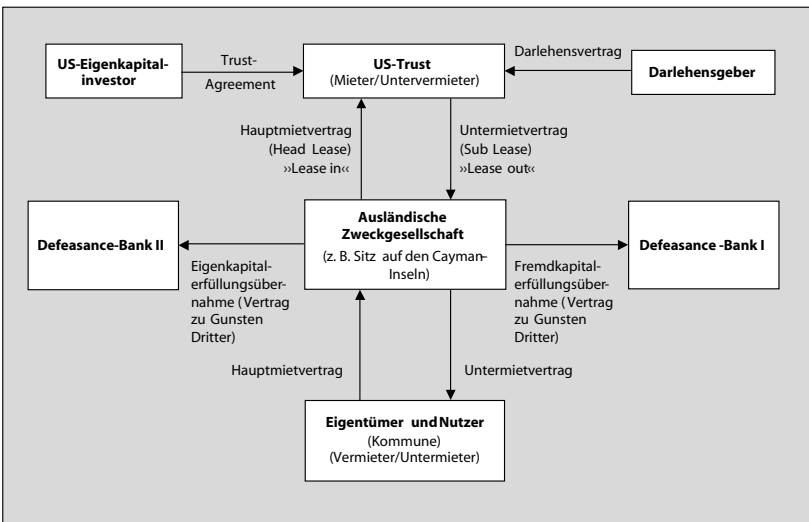 US-Eigenkapital-
investor
Trust-
Agreement
US-Trust
(Mieter/Untervermieter)
Darlehensvertrag
Darlehensgeber
Hauptmietvertrag
(Head Lease)
»Lease in«
Untermietvertrag
(Sub Lease)
»Lease out«
Defeasance-Bank II
Ausländische
Zweckgesellschaft
(z. B. Sitz auf den Cayman-
Inseln)
Defeasance -Bank I
Eigenkapital-
erfüllungsüber-
nahme (Vertrag
zu Gunsten
Dritter)
Fremdkapital-
erfüllungsüber-
nahme (Vertrag
zu Gunsten
Dritter)
Hauptmietvertrag
Untermietvertrag
Eigentümer und Nutzer
(Kommune)
(Vermieter/Untermieter)